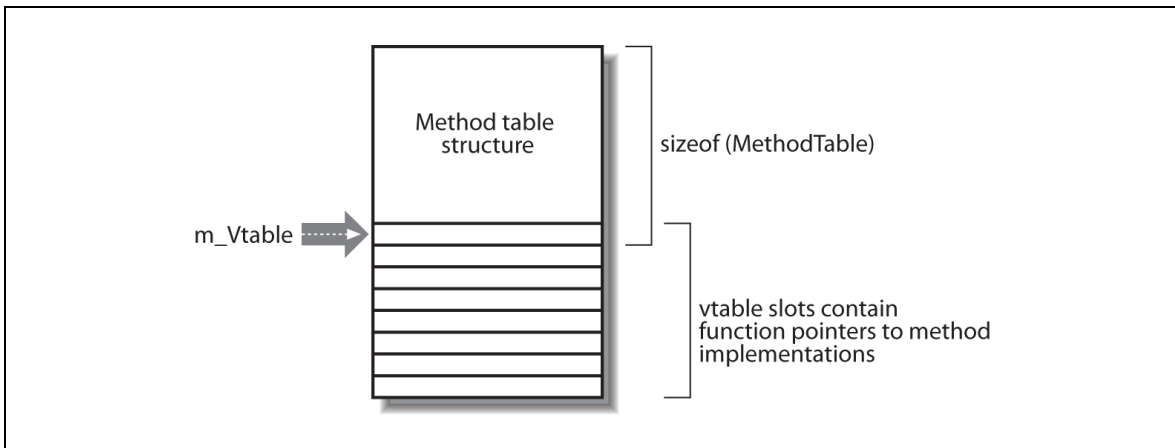 Method table
structure
sizeof (MethodTable)
m_Vtable
vtable slots contain
function pointers to method
implementations